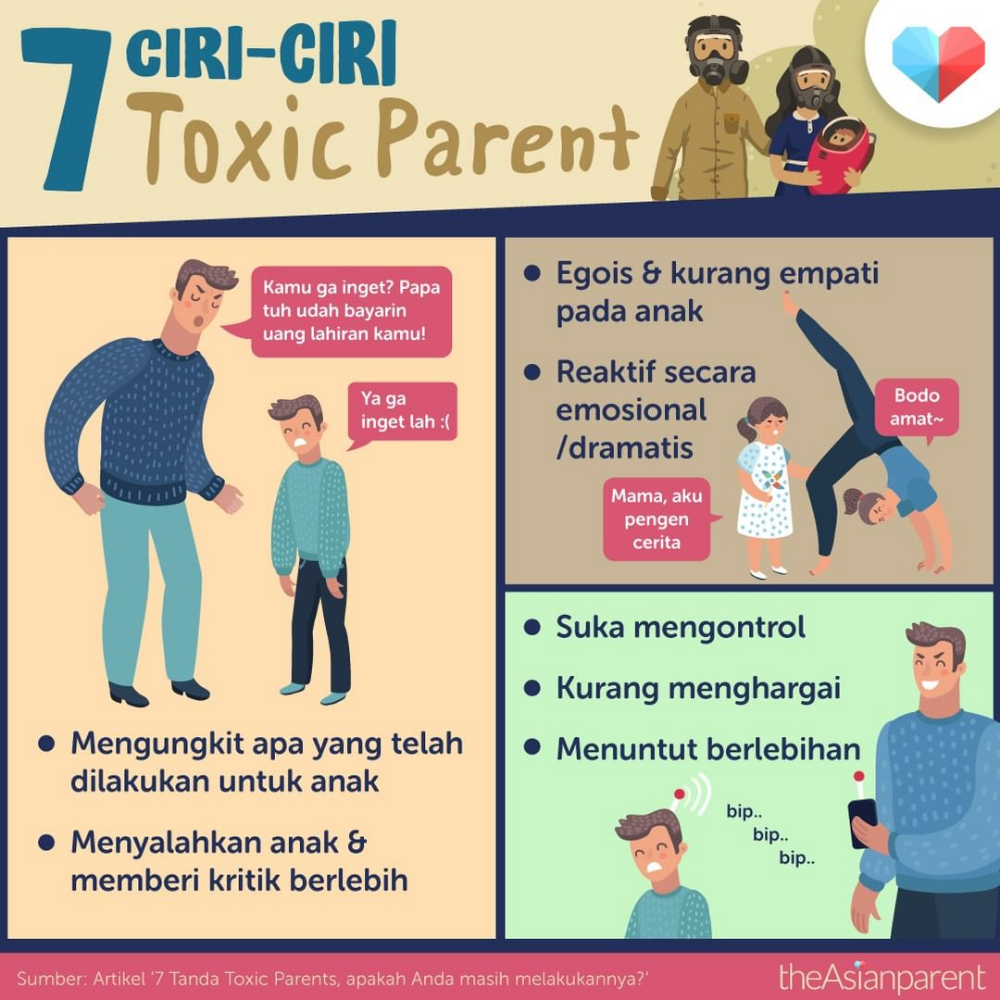 7 CIRI-CIRI
Toxic Parent
Kamu ga inget? Papa
tuh udah bayarin
uang lahiran kamu!
Ya ga
inget lah :(
• Mengungkit apa yang telah
dilakukan untuk anak
• Menyalahkan anak &
memberi kritik berlebih
• Egois & kurang empati
pada anak
• Reaktif secara
emosional
/dramatis
Bodo
amat~
Mama, aku
pengen
cerita
• Suka mengontrol
• Kurang menghargai
• Menuntut berlebihan
bip..
bip..
bip..
Sumber: Artikel '7 Tanda Toxic Parents, apakah Anda masih melakukannya?'
theAsianparent